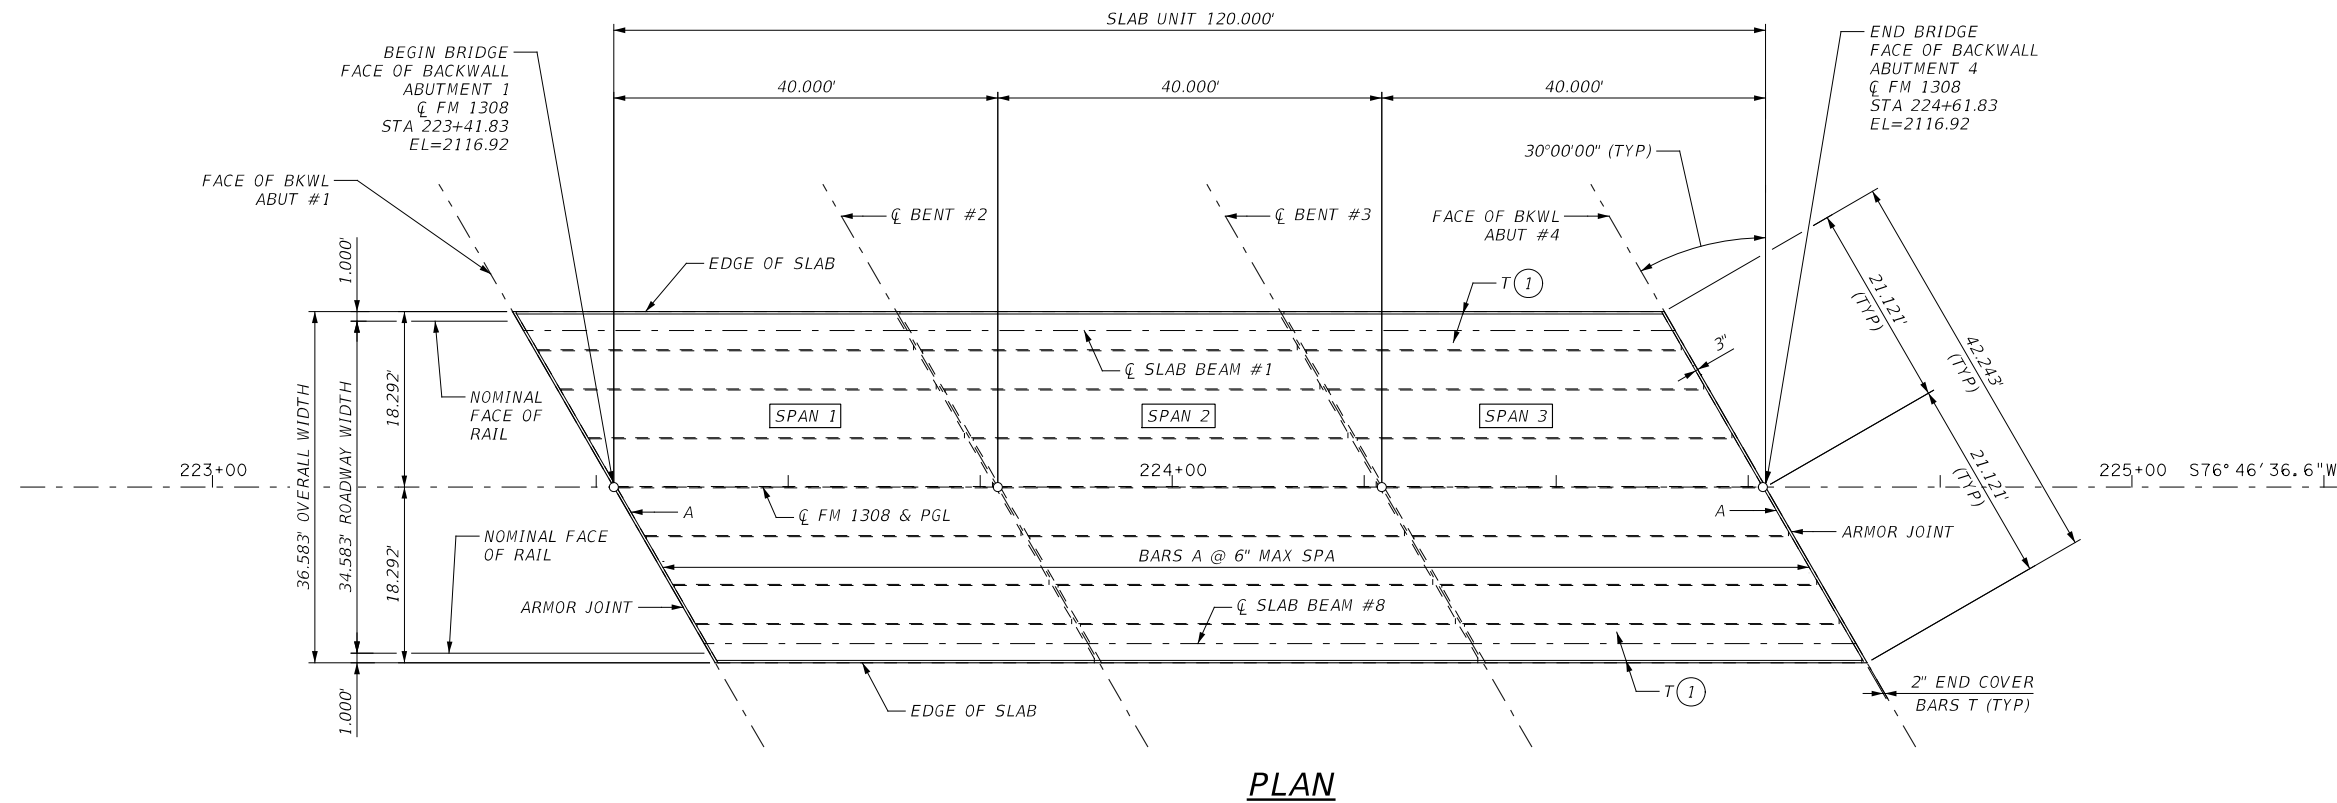 SLAB UNIT 120.000'
BEGIN BRIDGE
FACE OF BACKWALL
ABUTMENT 1
℄ FM 1308
STA 223+41.83
EL=2116.92
END BRIDGE
FACE OF BACKWALL
ABUTMENT 4
℄ FM 1308
STA 224+61.83
EL=2116.92
40.000'
40.000'
40.000'
30°00'00" (TYP)
FACE OF BKWL
ABUT #1
℄ BENT #2
℄ BENT #3
FACE OF BKWL
ABUT #4
1.000'
EDGE OF SLAB
T 1
21.121'
(TYP)
42.243'
(TYP)
3"
℄ SLAB BEAM #1
NOMINAL
FACE OF
RAIL
SPAN 1
SPAN 2
SPAN 3
36.583' OVERALL WIDTH
34.583' ROADWAY WIDTH
18.292'
18.292'
223+00
224+00
225+00
S76°46'36.6"W
21.121'
(TYP)
A
℄ FM 1308 & PGL
A
ARMOR JOINT
NOMINAL FACE
OF RAIL
BARS A @ 6" MAX SPA
ARMOR JOINT
℄ SLAB BEAM #8
1.000'
EDGE OF SLAB
T 1
2" END COVER
BARS T (TYP)
PLAN